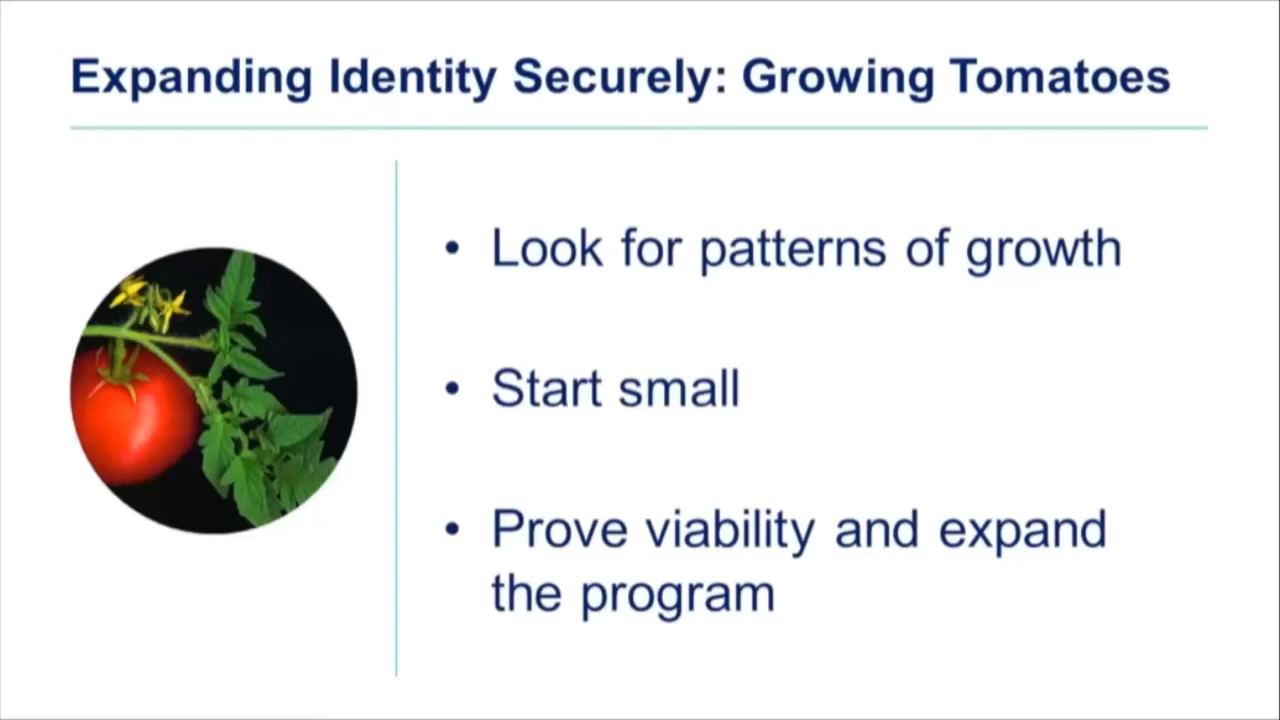 Expanding Identity Securely: Growing Tomatoes
• Look for patterns of growth
• Start small
• Prove viability and expand
the program